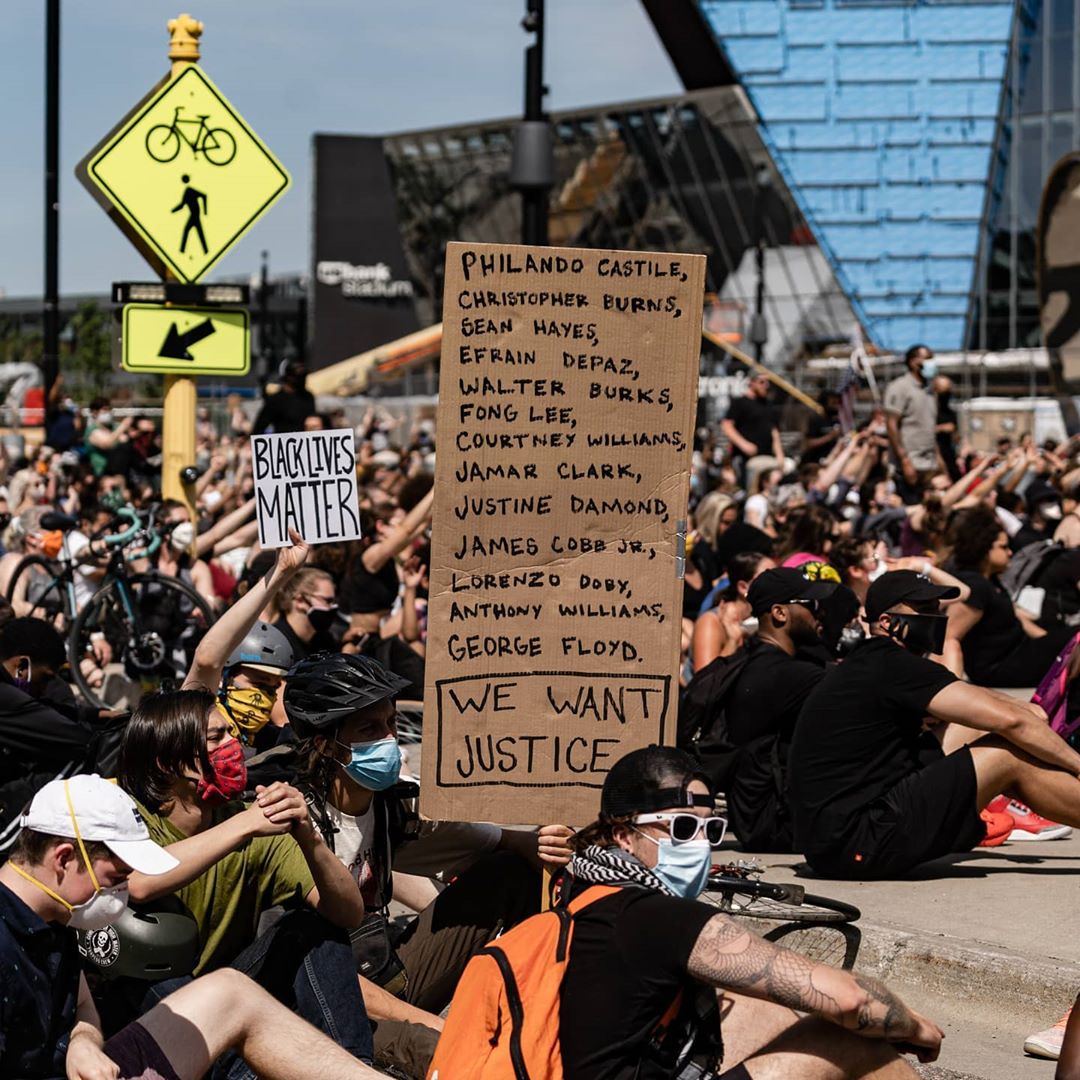 us bank
stadium
PHILANDO CASTILE,
CHRISTOPHER BURNS,
SEAN HAYES,
EFRAIN DEPAZ,
WALTER BURKS,
FONG LEE,
COURTNEY WILLIAMS,
JAMAR CLARK,
JUSTINE DAMOND,
JAMES COBB JR.,
LORENZO DOBY,
ANTHONY WILLIAMS,
GEORGE FLOYD.
WE WANT
JUSTICE
BLACK LIVES
MATTER